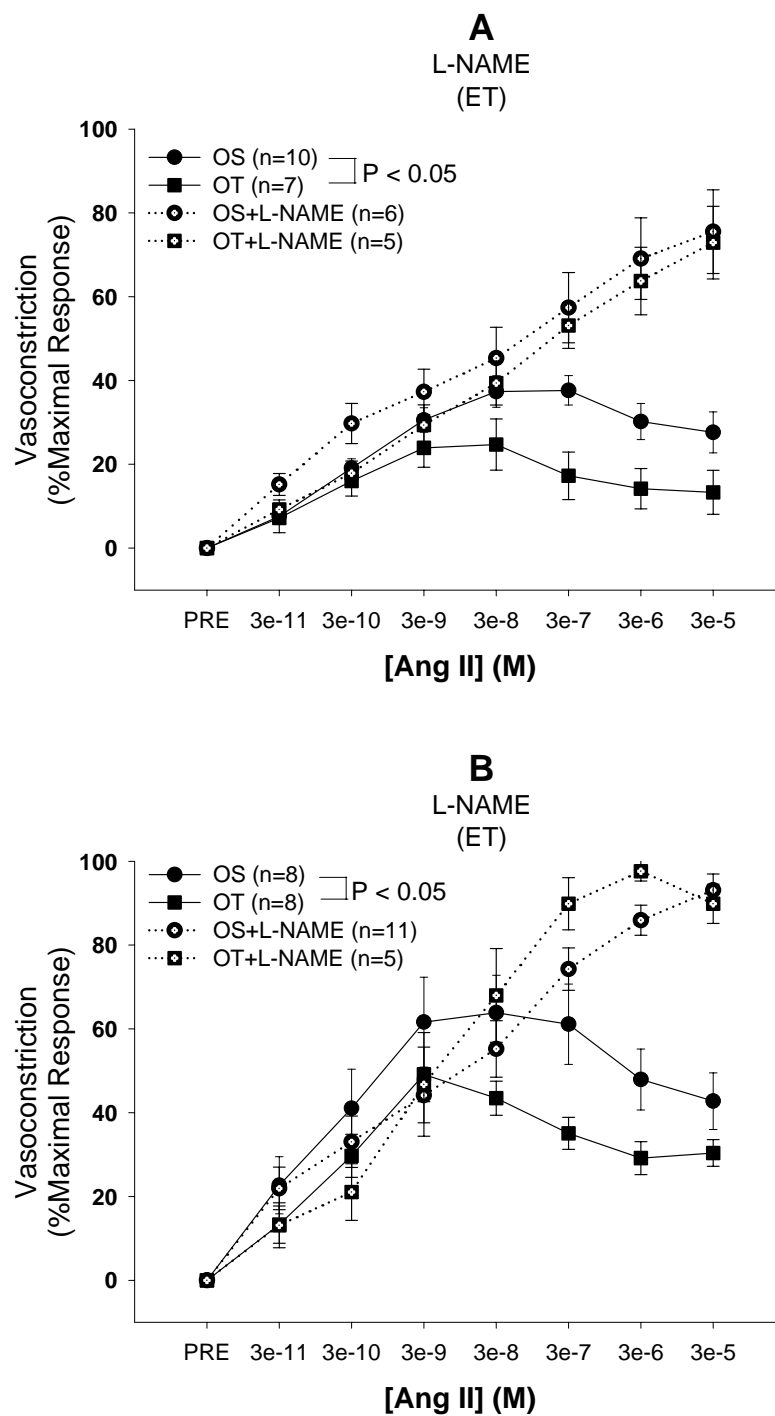 A
L-NAME
(ET)
100
80
60
40
20
0
Vasoconstriction
(%Maximal Response)
OS (n=10)
OT (n=7)
P < 0.05
OS+L-NAME (n=6)
OT+L-NAME (n=5)
PRE 3e-11 3e-10 3e-9 3e-8 3e-7 3e-6 3e-5
[Ang II] (M)
B
L-NAME
(ET)
100
80
60
40
20
0
Vasoconstriction
(%Maximal Response)
OS (n=8)
OT (n=8)
P < 0.05
OS+L-NAME (n=11)
OT+L-NAME (n=5)
PRE 3e-11 3e-10 3e-9 3e-8 3e-7 3e-6 3e-5
[Ang II] (M)